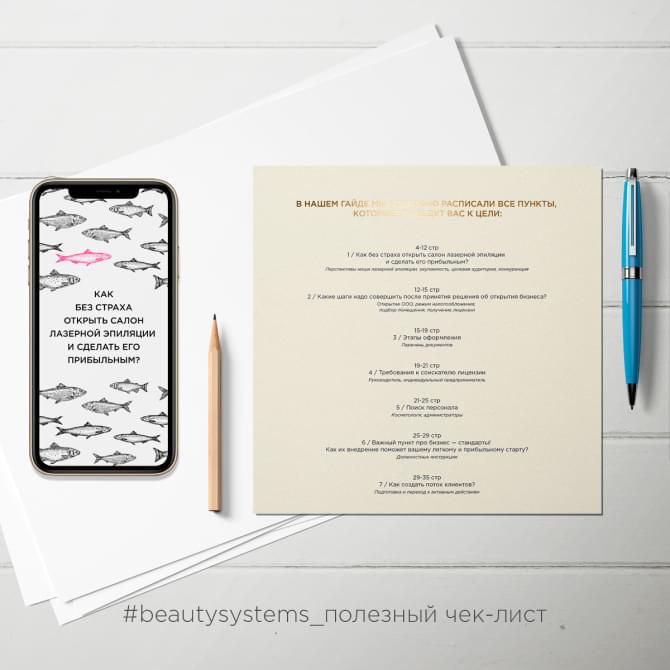 КАК
БЕЗ СТРАХА
ОТКРЫТЬ САЛОН
ЛАЗЕРНОЙ ЭПИЛЯЦИИ
И СДЕЛАТЬ ЕГО
ПРИБЫЛЬНЫМ?
В НАШЕМ ГАЙДЕ РАСПИСАЛИ ВСЕ ПУНКТЫ,
ВАС К ЦЕЛИ:
4-12 стр
1 / Как без страха открыть салон лазерной эпиляции
и сделать его прибыльным?
Перспективы ниши лазерной эпиляции, окупаемость, целевая аудитория, конкуренция
12-15 стр
2 / Какие шаги надо совершить после принятия решения об открытия бизнеса?
Открытие ООО, режим налогообложения,
подбор помещения, получение лицензии
15-19 стр
3 / Этапы оформления
Перечень документов
19-21 стр
4 / Требования к соискателю лицензии
Руководитель, индивидуальный предприниматель
21-25 стр
5 / Поиск персонала
Косметологи, администраторы
25-29 стр
6 / Важный пункт про бизнес — стандарты!
Как их внедрение поможет вашему легкому и прибыльному старту?
Должностные инструкции
29-35 стр
7 / Как создать поток клиентов?
Подготовка и переход к активным действиям
#beautysystems_полезный чек-лист